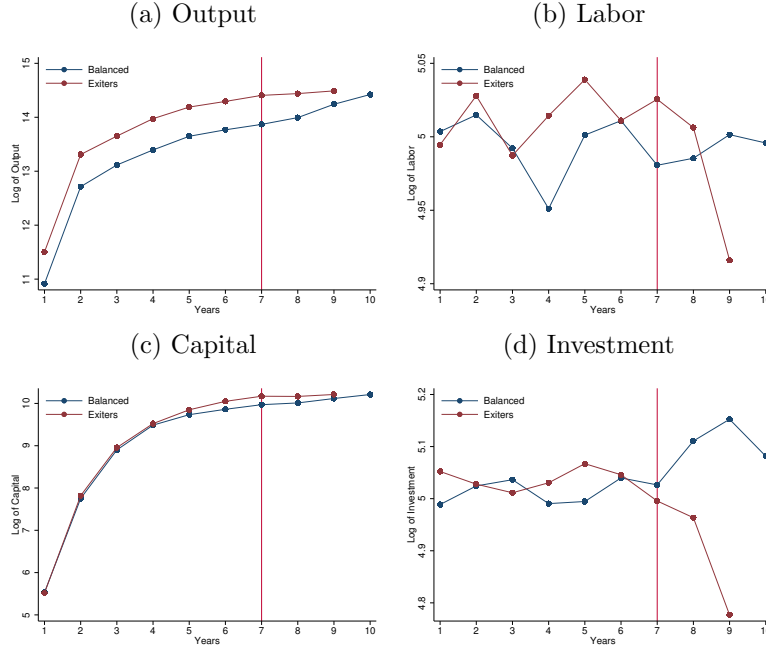 (a) Output
(b) Labor
Balanced
Exiters
Log of Output
15
14
13
12
11
1 2 3 4 5 6 7 8 9 10
Years
Balanced
Exiters
Log of Labor
5.05
5
4.95
4.9
1 2 3 4 5 6 7 8 9 10
Years
(c) Capital
(d) Investment
Balanced
Exiters
Log of Capital
10
9
8
7
6
5
1 2 3 4 5 6 7 8 9 10
Years
Balanced
Exiters
Log of Investment
5.2
5.1
5
4.9
4.8
1 2 3 4 5 6 7 8 9 10
Years